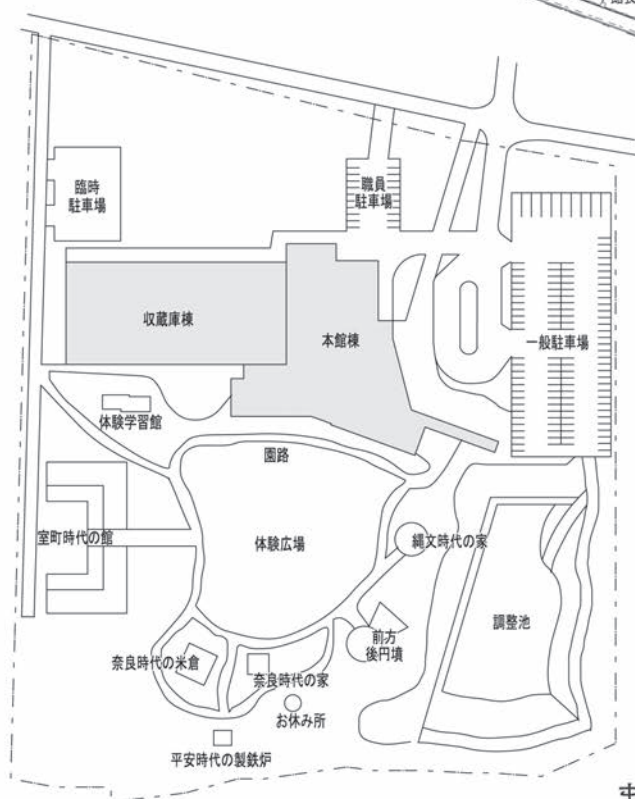 臨時
駐車場
職員
駐車場
収蔵庫棟
本館棟
一般駐車場
体験学習館
園路
室町時代の館
体験広場
縄文時代の家
調整池
前方
後円墳
奈良時代の米倉
奈良時代の家
お休み所
平安時代の製鉄炉